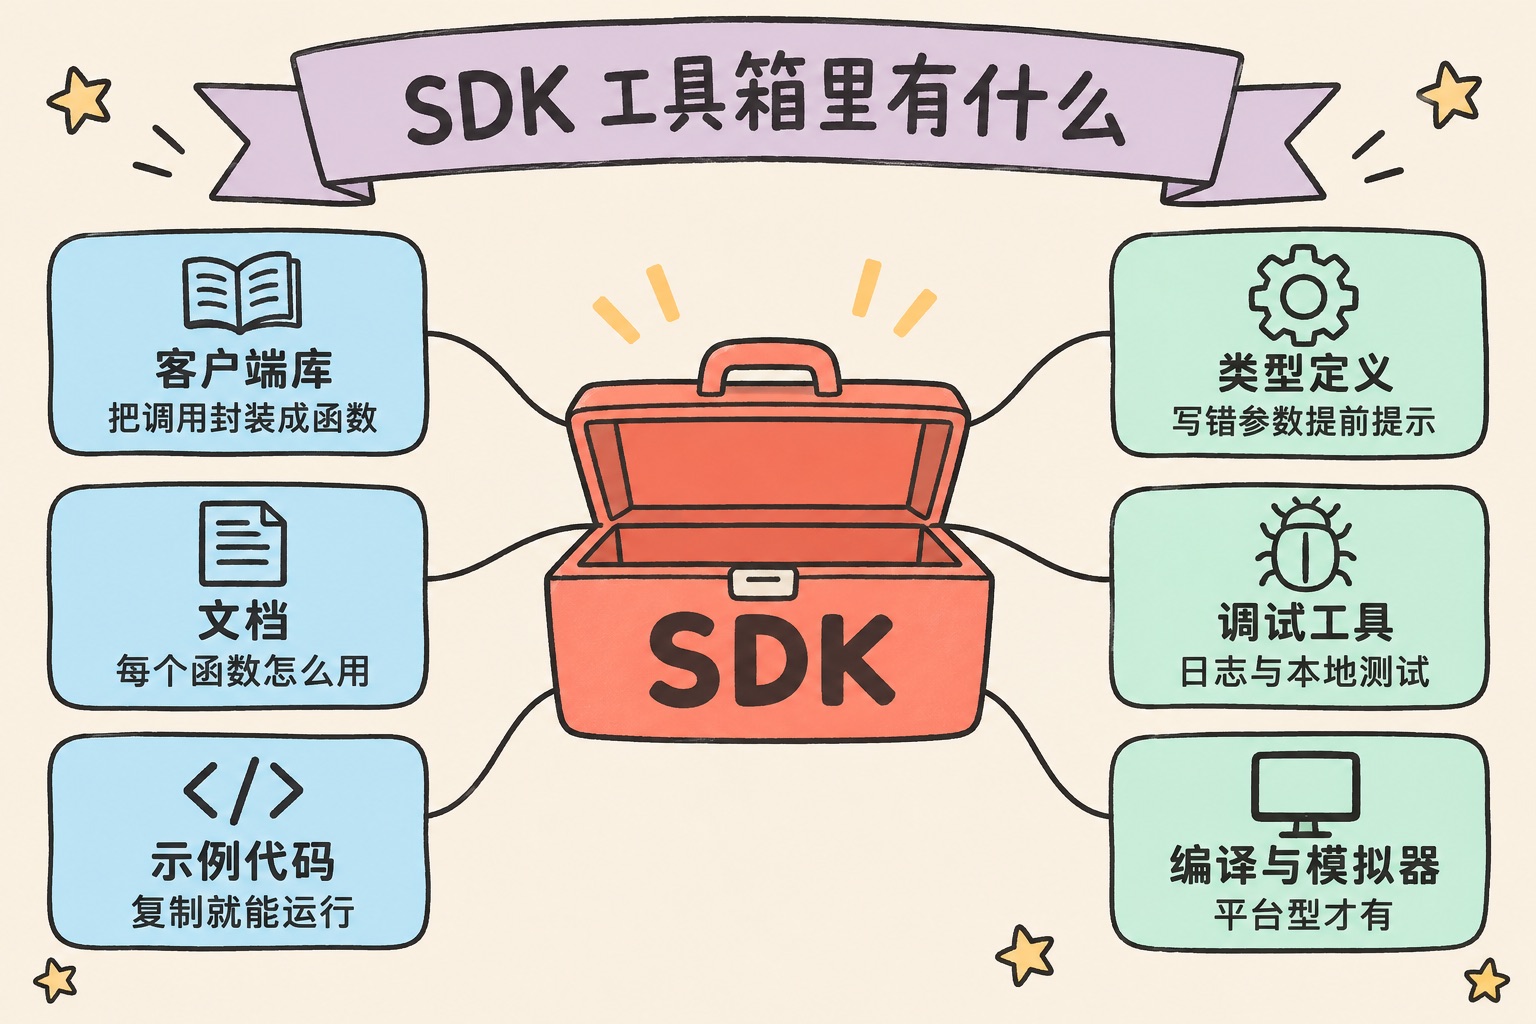 SDK 工具箱里有什么
客户端库
把调用封装成函数
文档
每个函数怎么用
</>
示例代码
复制就能运行
SDK
类型定义
写错参数提前提示
调试工具
日志与本地测试
编译与模拟器
平台型才有